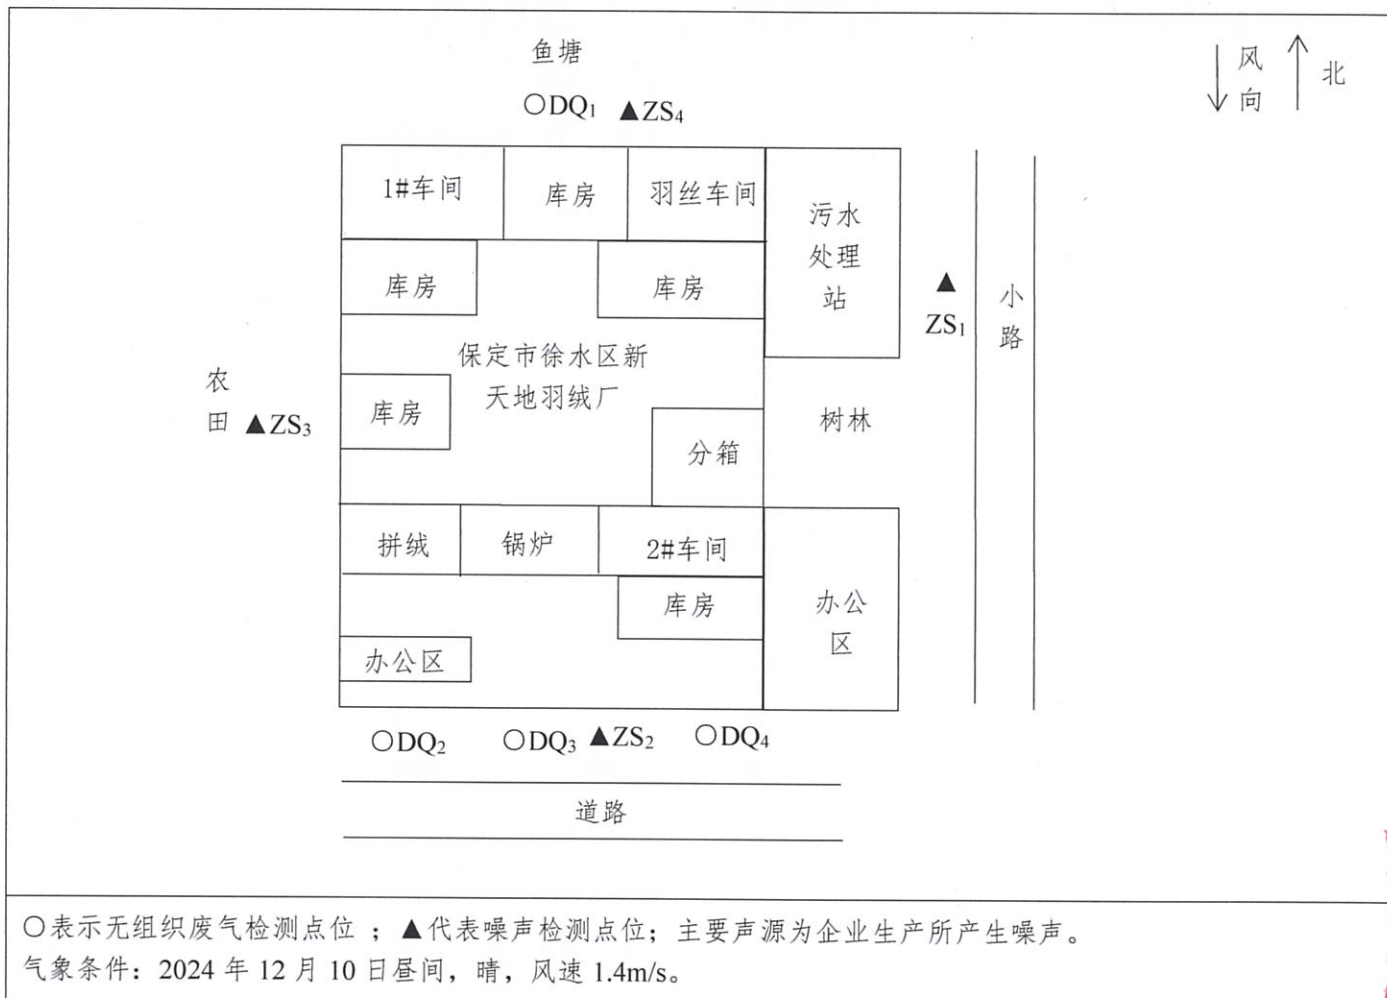 鱼塘
风向
北
○DQ₁ ▲ZS₄
1#车间
库房
羽丝车间
污水
处理
站
库房
库房
▲
ZS₁
小路
保定市徐水区新
天地羽绒厂
农
田 ▲ZS₃
库房
树林
分箱
拼绒
锅炉
2#车间
库房
办公
区
办公区
○DQ₂
○DQ₃ ▲ZS₂
○DQ₄
道路
○表示无组织废气检测点位；▲代表噪声检测点位；主要声源为企业生产所产生噪声。
气象条件：2024 年 12 月 10 日昼间，晴，风速 1.4m/s。